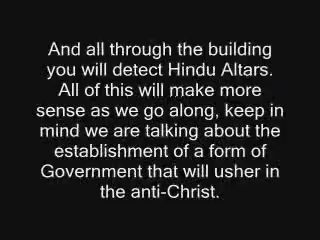 And all through the building
you will detect Hindu Altars.
All of this will make more
sense as we go along, keep in
mind we are talking about the
establishment of a form of
Government that will usher in
the anti-Christ.